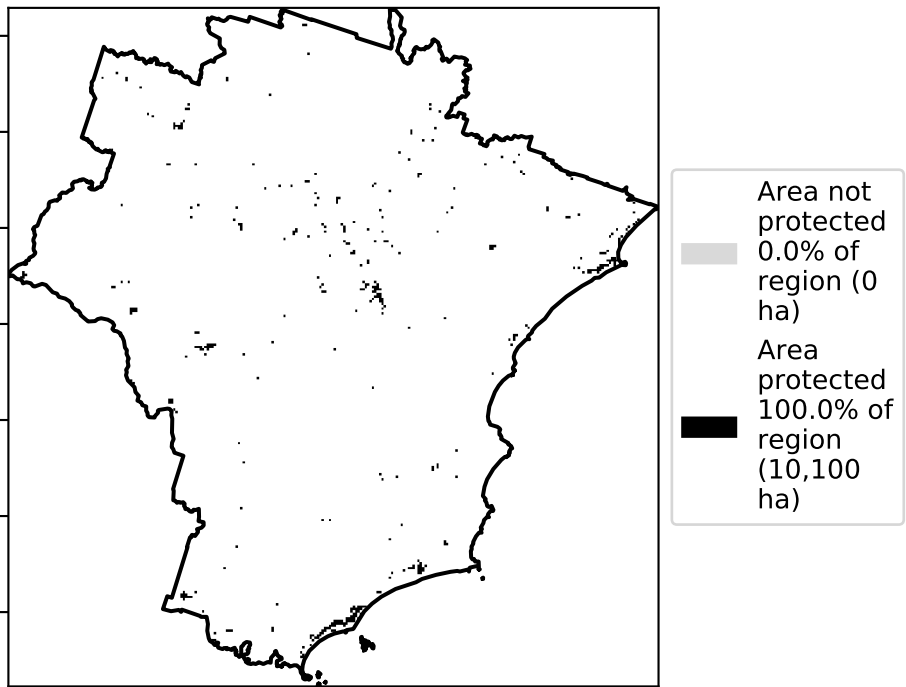 Area not
protected
0.0% of
region (0
ha)
Area
protected
100.0% of
region
(10,100
ha)